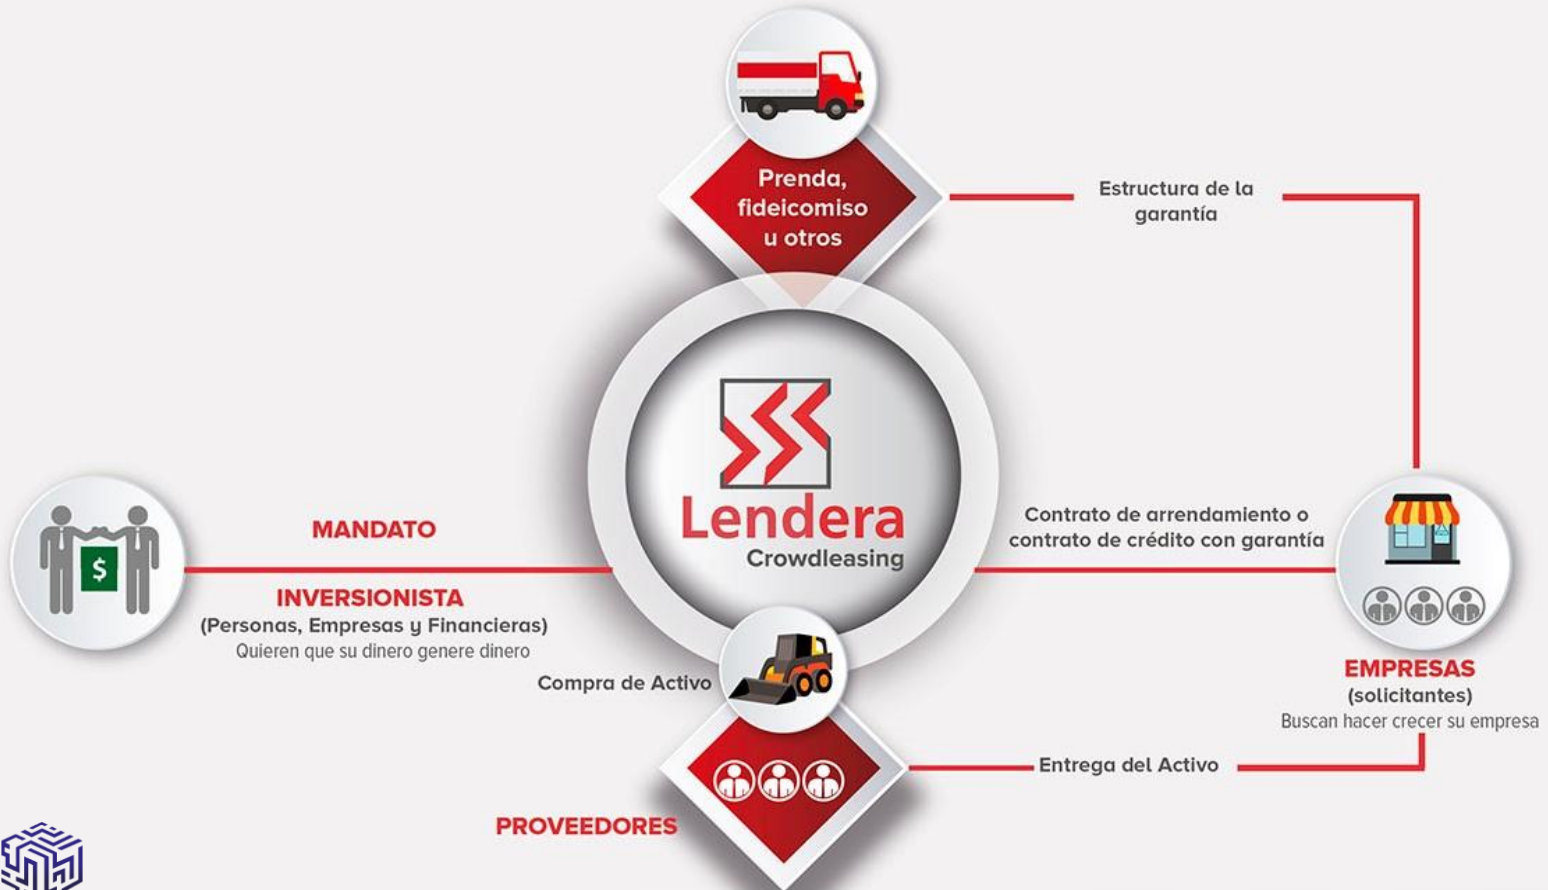 Prenda,
fideicomiso
u otros
Estructura de la
garantía
Lendera
Crowdleasing
MANDATO
INVERSIONISTA
(Personas, Empresas y Financieras)
Quieren que su dinero genere dinero
$
Contrato de arrendamiento o
contrato de crédito con garantía
EMPRESAS
(solicitantes)
Buscan hacer crecer su empresa
Compra de Activo
Entrega del Activo
PROVEEDORES